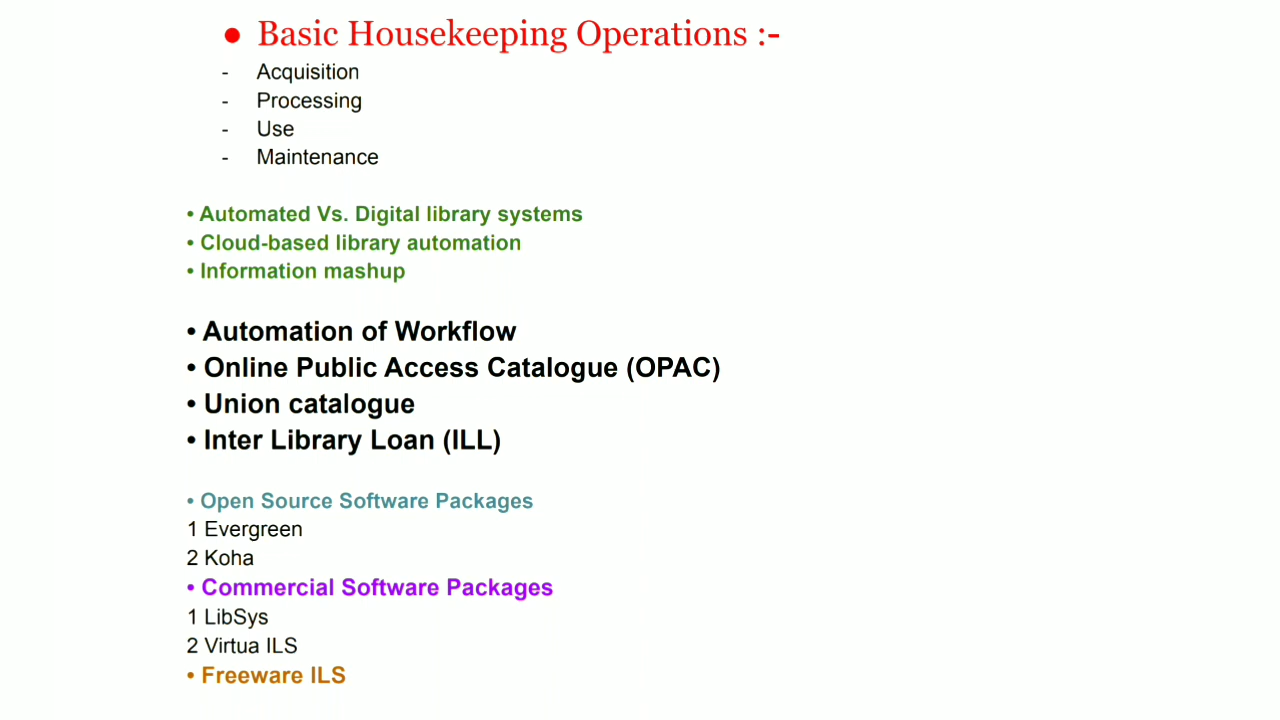 ● Basic Housekeeping Operations :-
- Acquisition
- Processing
- Use
- Maintenance
• Automated Vs. Digital library systems
• Cloud-based library automation
• Information mashup
• Automation of Workflow
• Online Public Access Catalogue (OPAC)
• Union catalogue
• Inter Library Loan (ILL)
• Open Source Software Packages
1 Evergreen
2 Koha
• Commercial Software Packages
1 LibSys
2 Virtua ILS
• Freeware ILS